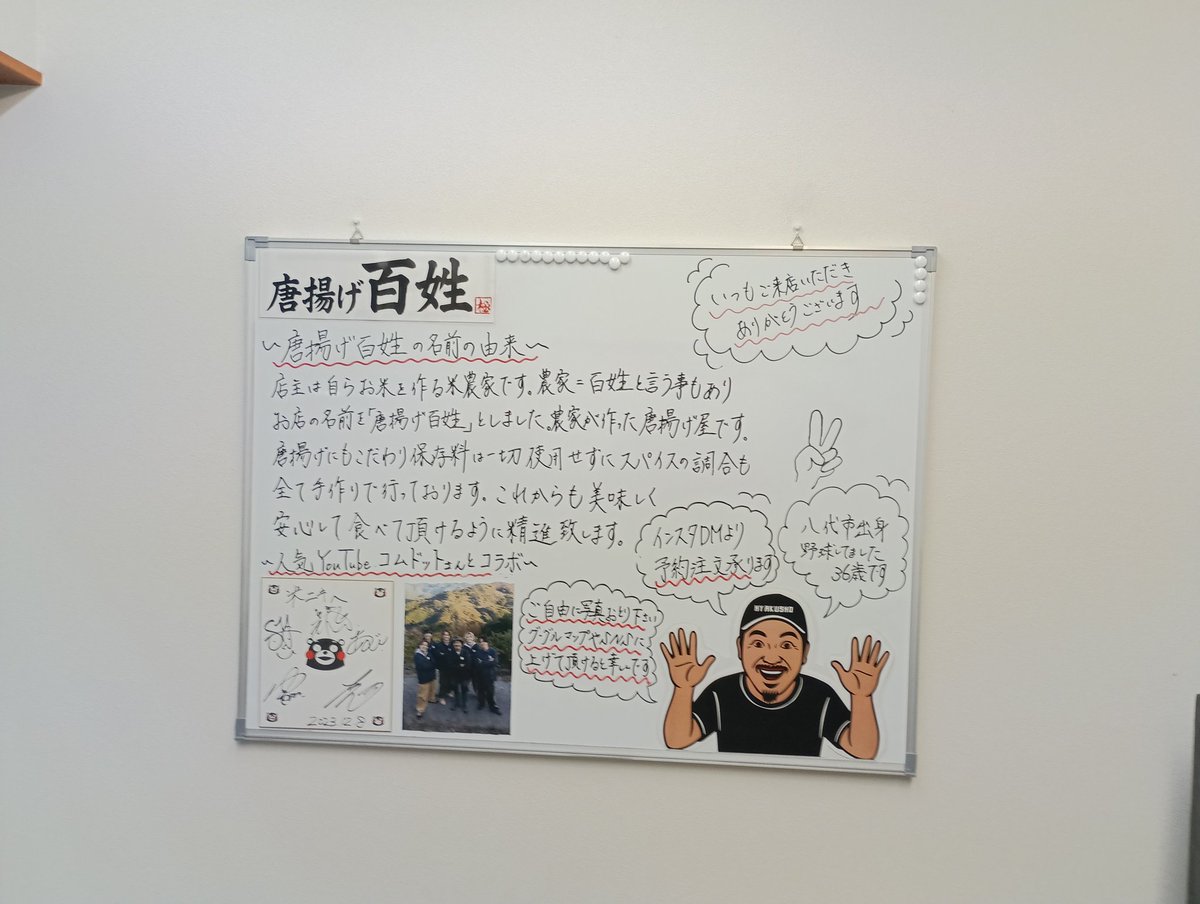 唐揚げ百姓
いつもご来店いただき
ありがとうございます
~唐揚げ百姓の名前の由来~
店主は自らお米を作る米農家です。農家=百姓と言う事もあり
お店の名前を「唐揚げ百姓」としました。農家が作った唐揚げ屋です。
唐揚げにもこだわり保存料は一切使用せずにスパイスの調合も
全て手作りで行っております。これからも美味しく
安心して食べて頂けるように精進致します。
~人気YouTubeコムドットさんとコラボ~
インスタDMより
予約注文承ります
八代市出身
野球してました
36歳です
ご自由に写真おとり下さい
グーグルマップやSNSに
上げて頂けると幸いです
HYAKUSHO